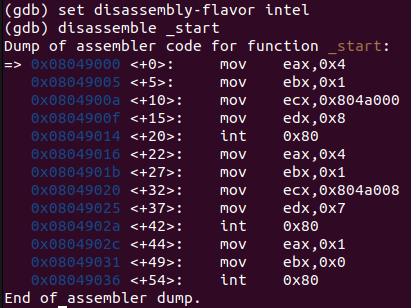 (gdb) set disassembly-flavor intel
(gdb) disassemble _start
Dump of assembler code for function _start:
=> 0x08049000 <+0>:     mov    eax,0x4
   0x08049005 <+5>:     mov    ebx,0x1
   0x0804900a <+10>:    mov    ecx,0x804a000
   0x0804900f <+15>:    mov    edx,0x8
   0x08049014 <+20>:    int    0x80
   0x08049016 <+22>:    mov    eax,0x4
   0x0804901b <+27>:    mov    ebx,0x1
   0x08049020 <+32>:    mov    ecx,0x804a008
   0x08049025 <+37>:    mov    edx,0x7
   0x0804902a <+42>:    int    0x80
   0x0804902c <+44>:    mov    eax,0x1
   0x08049031 <+49>:    mov    ebx,0x0
   0x08049036 <+54>:    int    0x80
End of assembler dump.